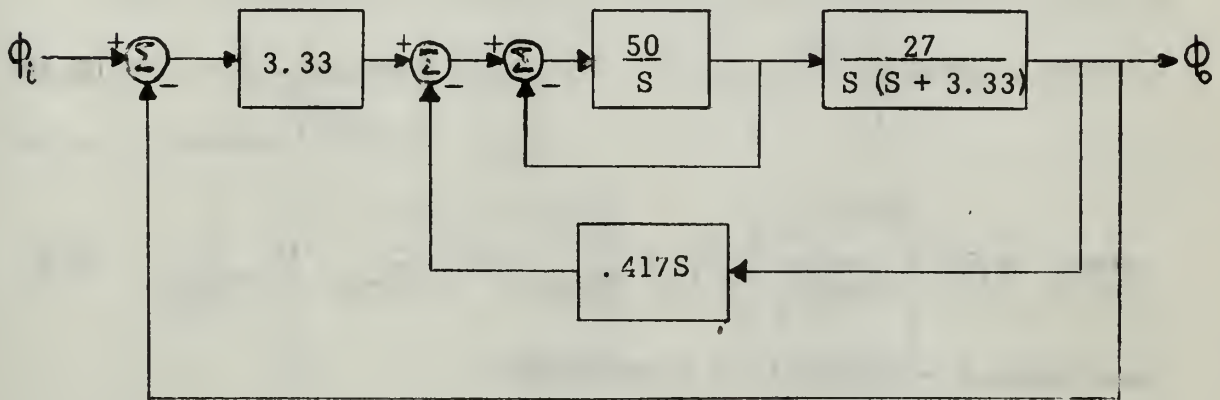 ϕi + Σ − 3.33 + Σ − + Σ − 50/S 27/S (S + 3.33) ϕo
.417S